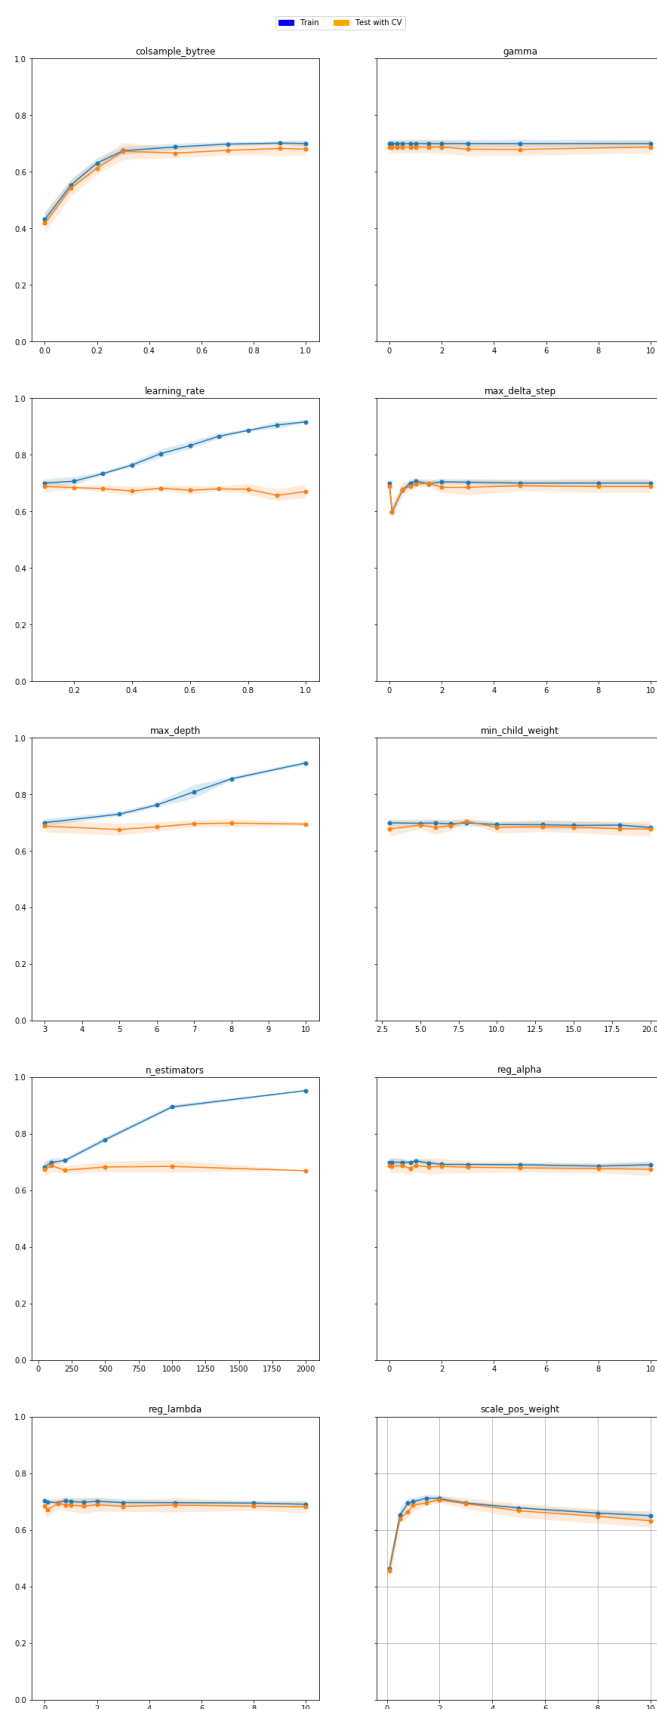 Train Test with CV
colsample_bytree gamma
1.0
0.8
0.6
0.4
0.2
0.0
0.0 0.2 0.4 0.6 0.8 1.0 0 2 4 6 8 10
learning_rate max_delta_step
1.0
0.8
0.6
0.4
0.2
0.0
0.2 0.4 0.6 0.8 1.0 0 2 4 6 8 10
max_depth min_child_weight
1.0
0.8
0.6
0.4
0.2
0.0
3 4 5 6 7 8 9 10 2.5 5.0 7.5 10.0 12.5 15.0 17.5 20.0
n_estimators reg_alpha
1.0
0.8
0.6
0.4
0.2
0.0
0 250 500 750 1000 1250 1500 1750 2000 0 2 4 6 8 10
reg_lambda scale_pos_weight
1.0
0.8
0.6
0.4
0.2
0.0
0 2 4 6 8 10 0 2 4 6 8 10